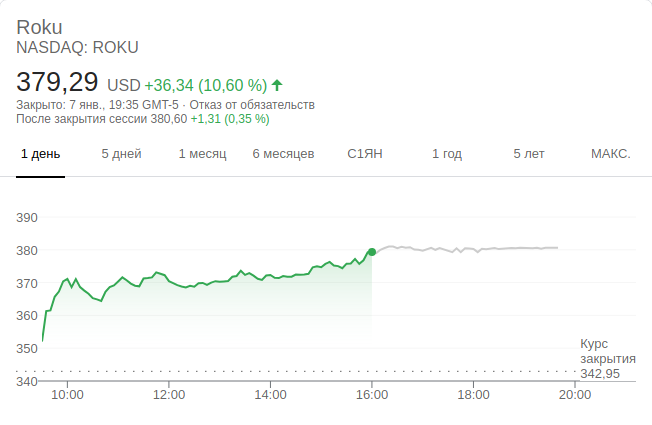 Roku
NASDAQ: ROKU
379,29 USD +36,34 (10,60 %)
Закрыто: 7 янв., 19:35 GMT-5 · Отказ от обязательств
После закрытия сессии 380,60 +1,31 (0,35 %)
1 день 5 дней 1 месяц 6 месяцев С1ЯН 1 год 5 лет МАКС.
390
380
370
360
350
Курс
закрытия
342,95
340
10:00 12:00 14:00 16:00 18:00 20:00